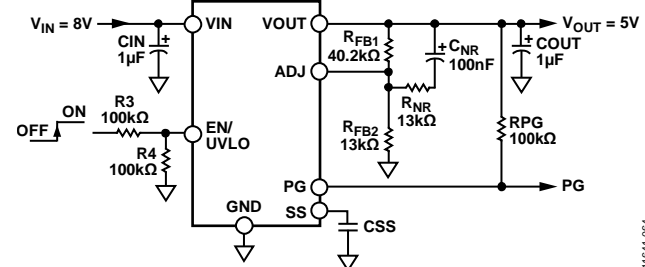 VIN = 8V
CIN
1µF
VIN
VOUT
VOUT = 5V
RFB1
40.2kΩ
CNR
100nF
COUT
1µF
ADJ
RNR
13kΩ
RFB2
13kΩ
RPG
100kΩ
OFF
ON
R3
100kΩ
EN/
UVLO
R4
100kΩ
PG
PG
GND
SS
CSS